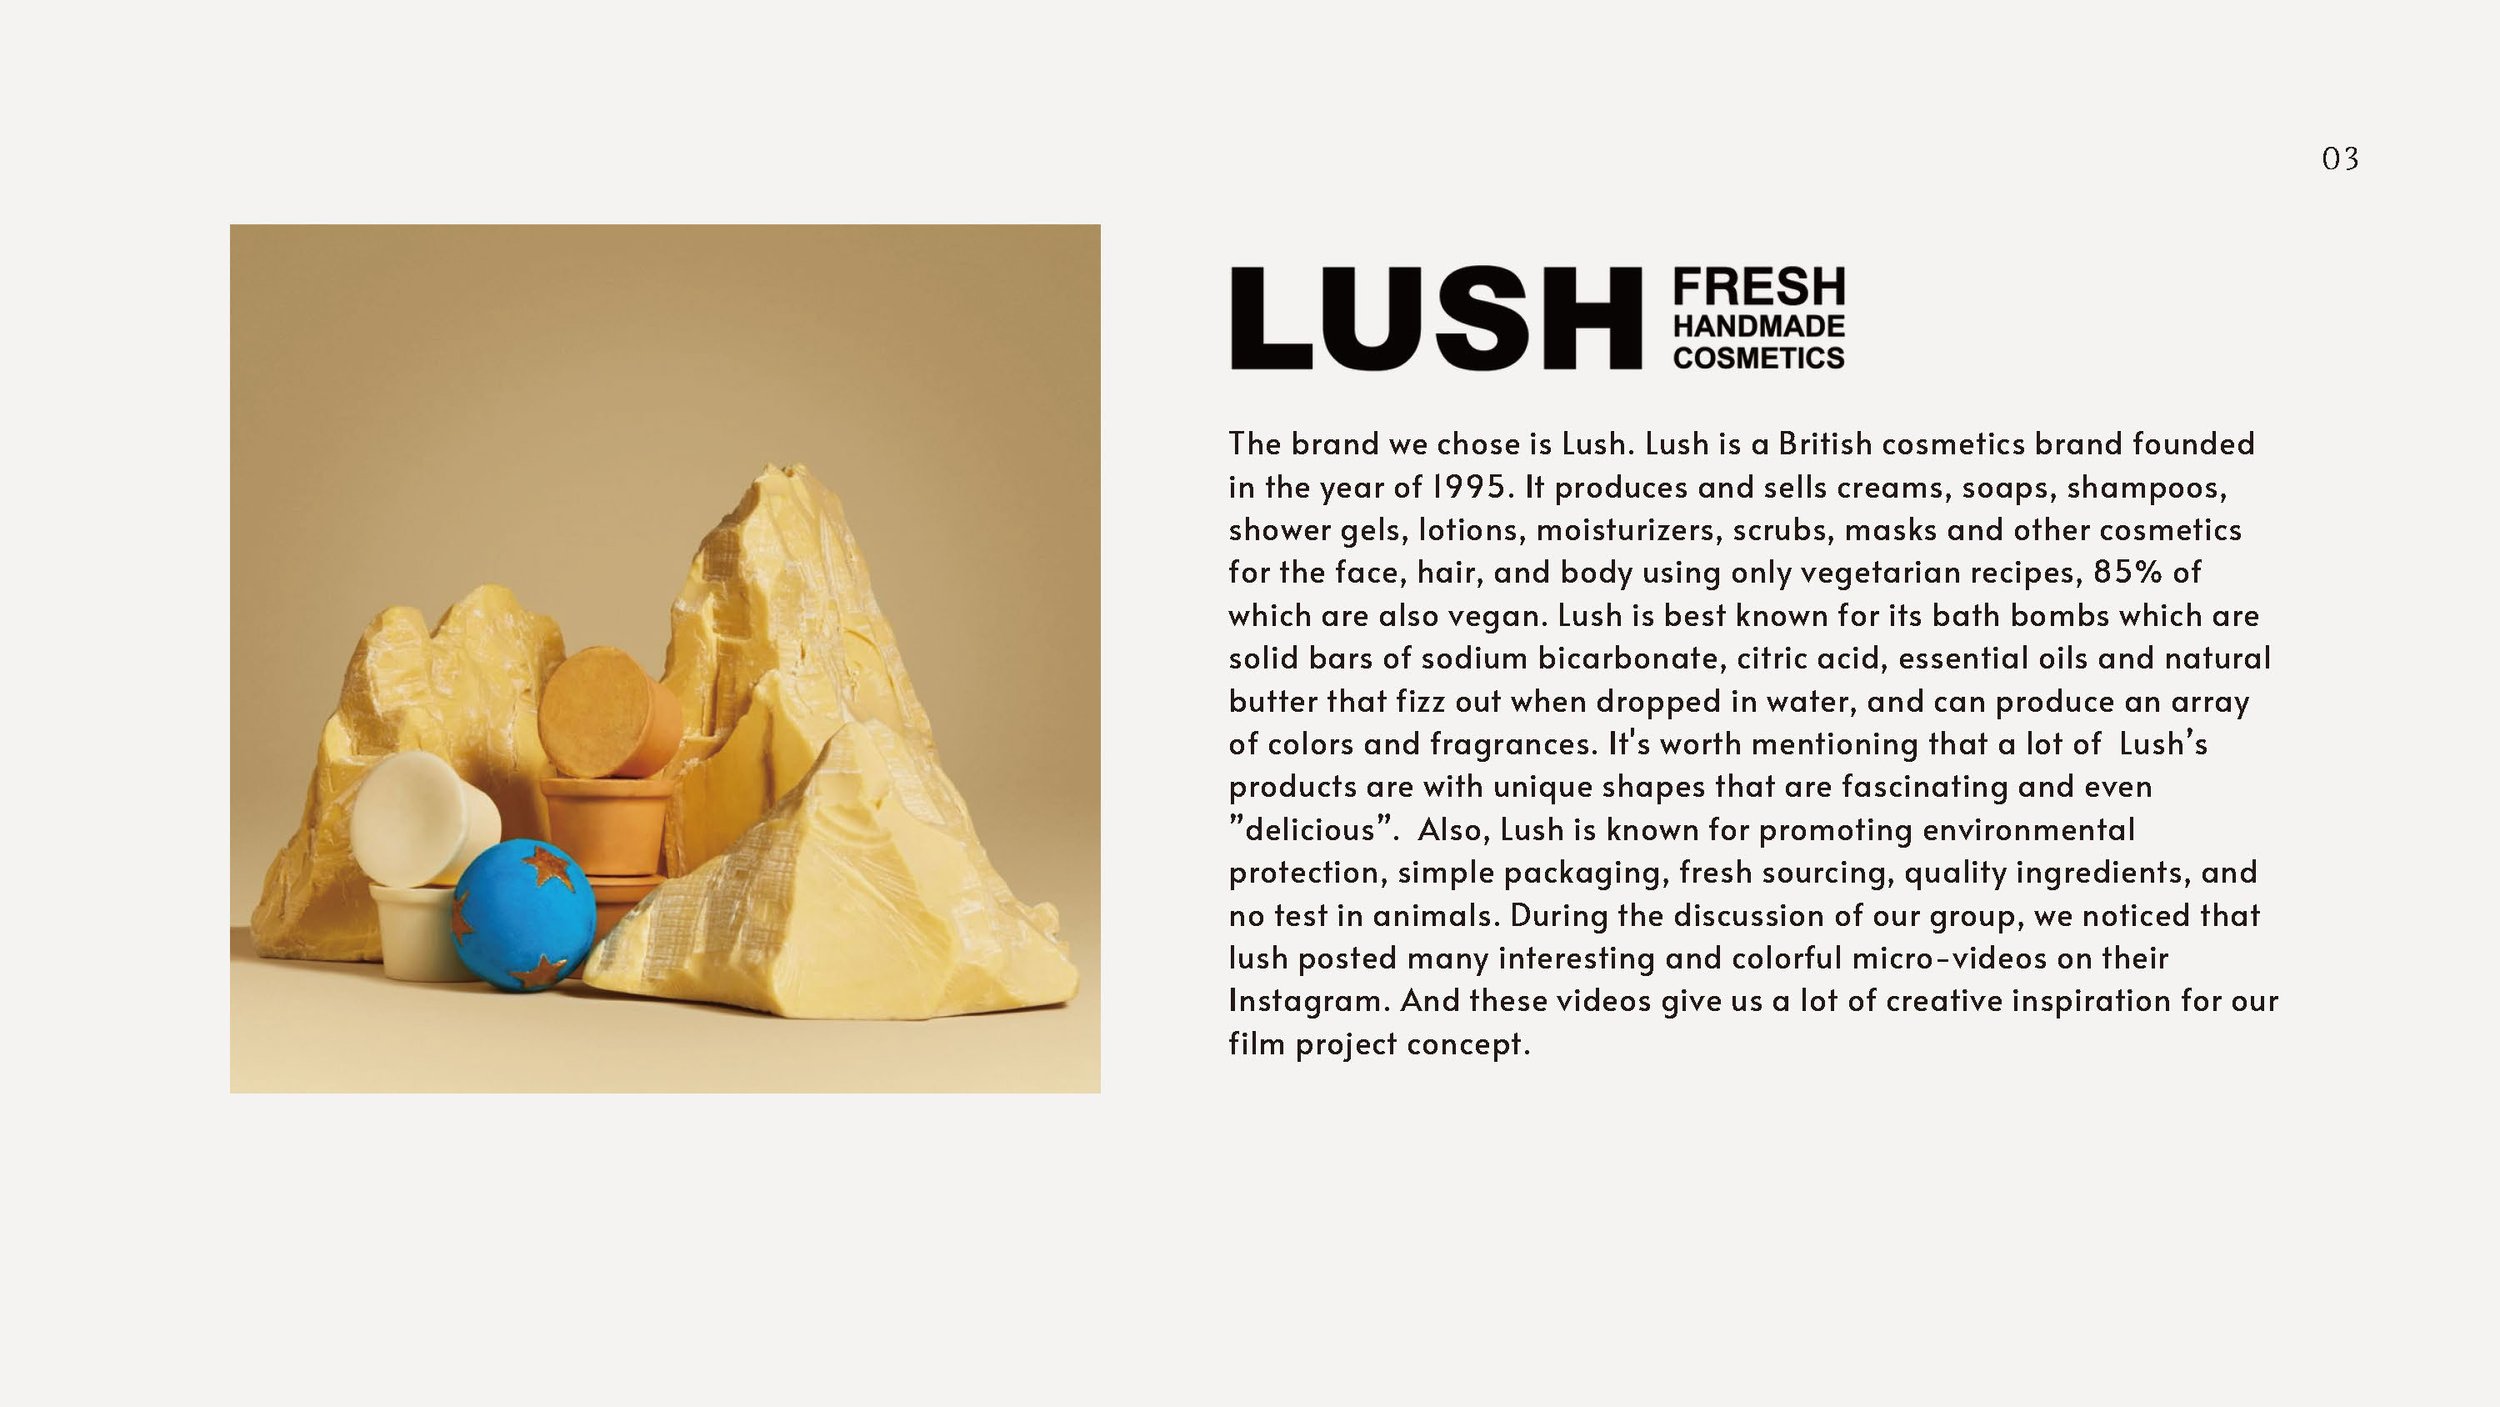 03
LUSH
FRESH
HANDMADE
COSMETICS
The brand we chose is Lush. Lush is a British cosmetics brand founded
in the year of 1995. It produces and sells creams, soaps, shampoos,
shower gels, lotions, moisturizers, scrubs, masks and other cosmetics
for the face, hair, and body using only vegetarian recipes, 85% of
which are also vegan. Lush is best known for its bath bombs which are
solid bars of sodium bicarbonate, citric acid, essential oils and natural
butter that fizz out when dropped in water, and can produce an array
of colors and fragrances. It's worth mentioning that a lot of  Lush’s
products are with unique shapes that are fascinating and even
”delicious”.  Also, Lush is known for promoting environmental
protection, simple packaging, fresh sourcing, quality ingredients, and
no test in animals. During the discussion of our group, we noticed that
lush posted many interesting and colorful micro-videos on their
Instagram. And these videos give us a lot of creative inspiration for our
film project concept.